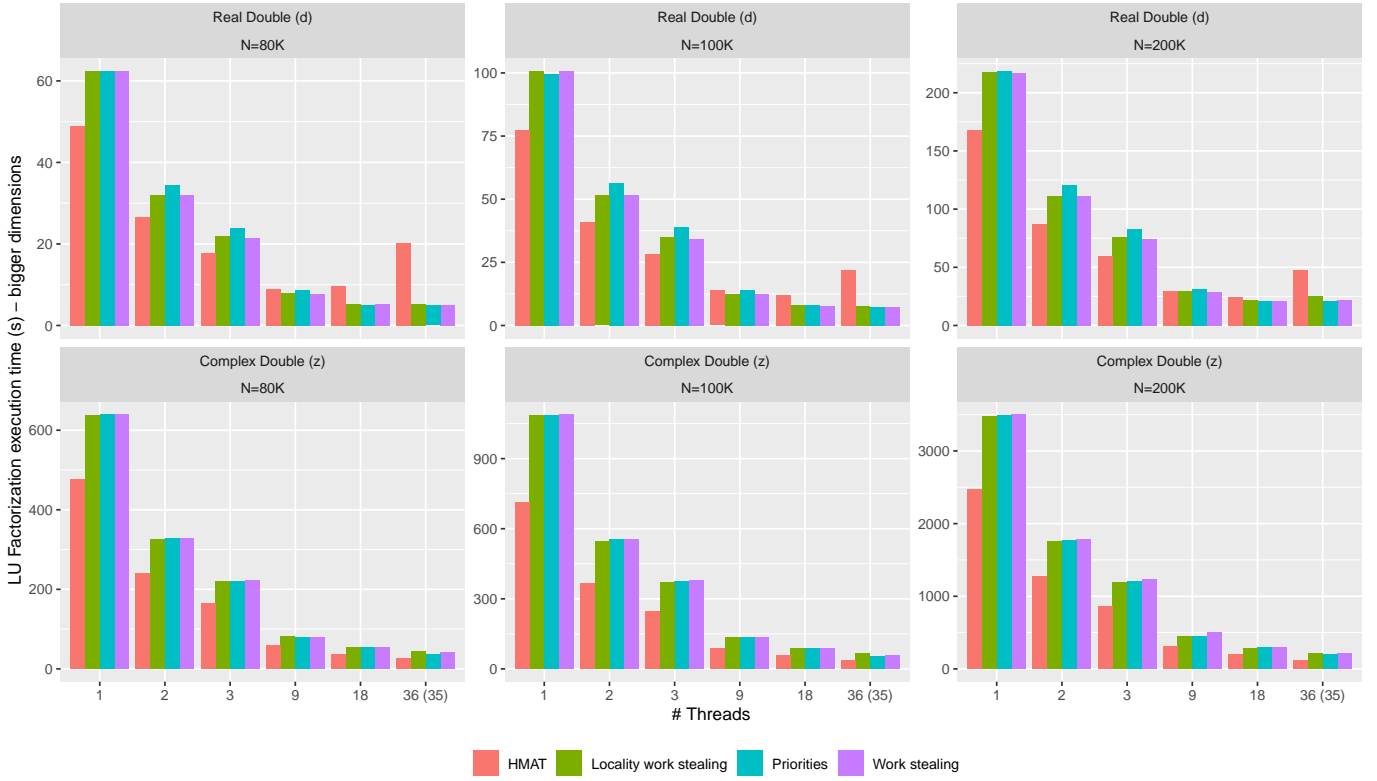 Real Double (d)
N=80K
Real Double (d)
N=100K
Real Double (d)
N=200K
60
40
20
0
100
75
50
25
0
200
150
100
50
0
Complex Double (z)
N=80K
Complex Double (z)
N=100K
Complex Double (z)
N=200K
600
400
200
0
900
600
300
0
3000
2000
1000
0
1 2 3 9 18 36 (35)
1 2 3 9 18 36 (35)
1 2 3 9 18 36 (35)
# Threads
LU Factorization execution time (s) – bigger dimensions
HMAT Locality work stealing Priorities Work stealing